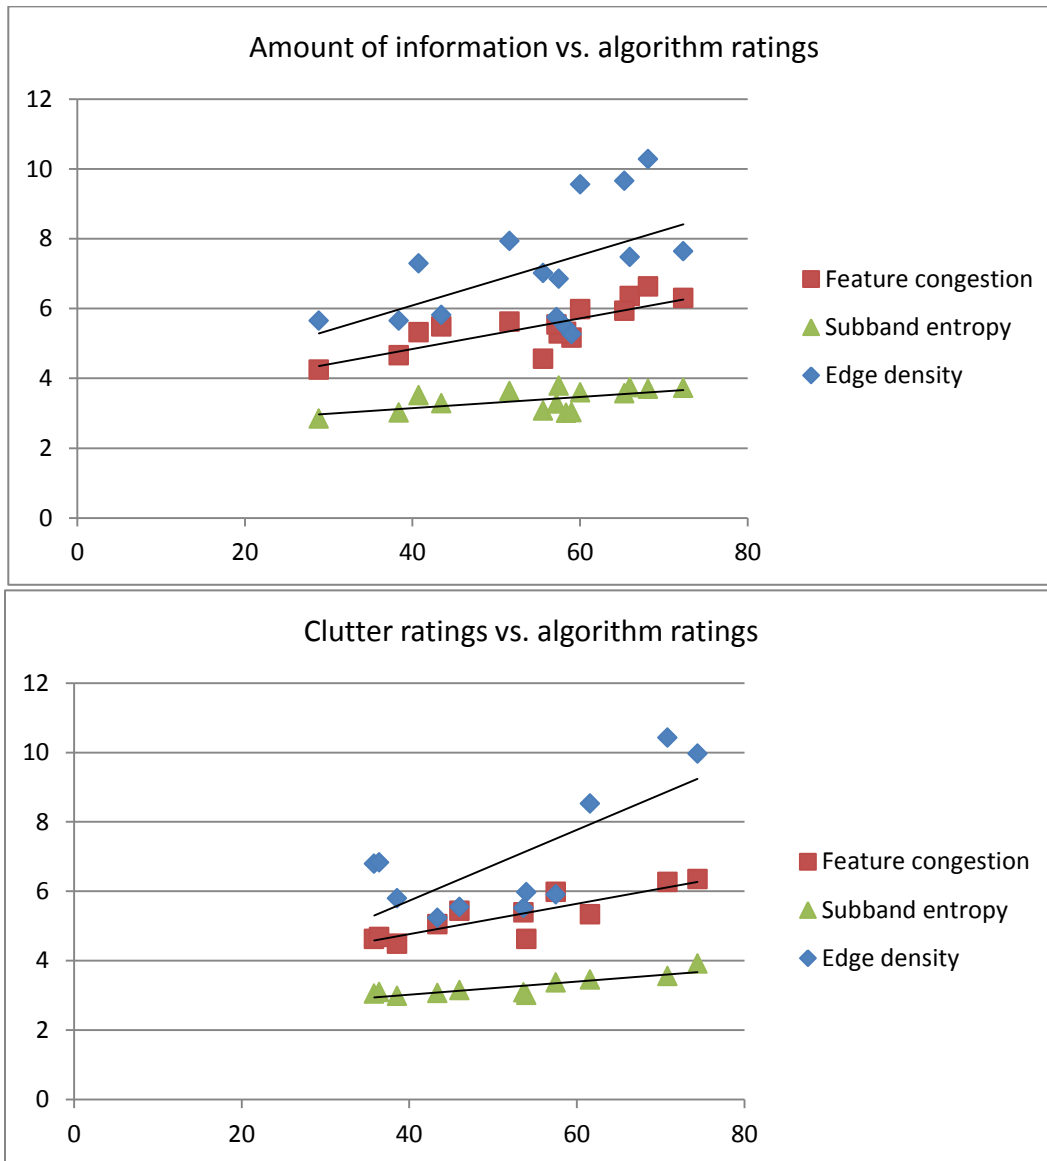 Amount of information vs. algorithm ratings
12
10
8
6
4
2
0
0 20 40 60 80
Feature congestion
Subband entropy
Edge density
Clutter ratings vs. algorithm ratings
12
10
8
6
4
2
0
0 20 40 60 80
Feature congestion
Subband entropy
Edge density